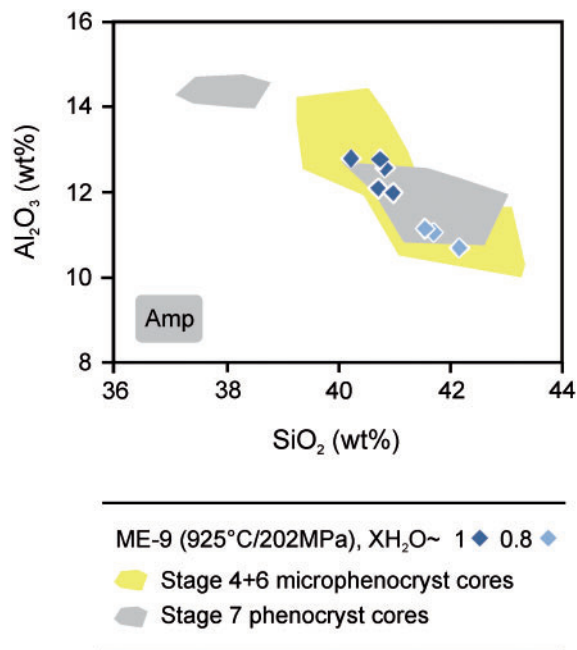 16
14
12
10
8
Al₂O₃ (wt%)
Amp
36 38 40 42 44
SiO₂ (wt%)
ME-9 (925°C/202MPa), XH₂O~ 1 0.8
Stage 4+6 microphenocryst cores
Stage 7 phenocryst cores